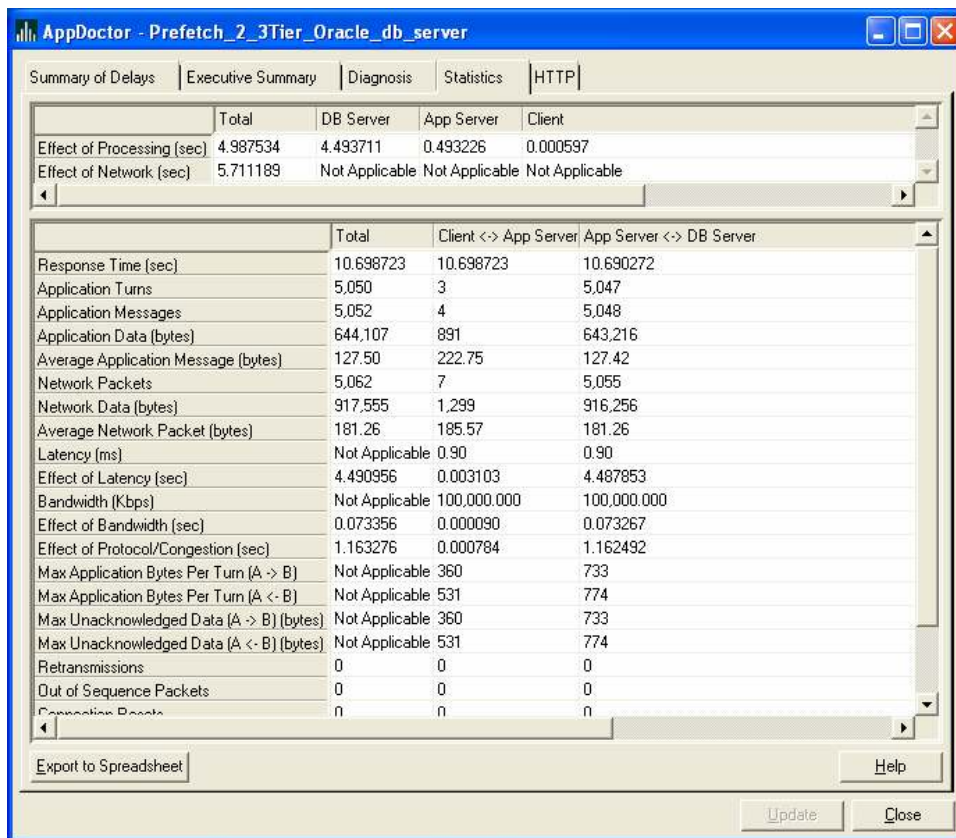 AppDoctor - Prefetch_2_3Tier_Oracle_db_server
Summary of Delays Executive Summary Diagnosis Statistics HTTP
Total DB Server App Server Client
Effect of Processing (sec) 4.987534 4.493711 0.493226 0.000597
Effect of Network (sec) 5.711189 Not Applicable Not Applicable Not Applicable
Total Client <-> App Server App Server <-> DB Server
Response Time (sec) 10.698723 10.698723 10.690272
Application Turns 5,050 3 5,047
Application Messages 5,052 4 5,048
Application Data (bytes) 644,107 891 643,216
Average Application Message (bytes) 127.50 222.75 127.42
Network Packets 5,062 7 5,055
Network Data (bytes) 917,555 1,299 916,256
Average Network Packet (bytes) 181.26 185.57 181.26
Latency (ms) Not Applicable 0.90 0.90
Effect of Latency (sec) 4.490956 0.003103 4.487853
Bandwidth (Kbps) Not Applicable 100,000.000 100,000.000
Effect of Bandwidth (sec) 0.073356 0.000090 0.073267
Effect of Protocol/Congestion (sec) 1.163276 0.000784 1.162492
Max Application Bytes Per Turn (A -> B) Not Applicable 360 733
Max Application Bytes Per Turn (A <- B) Not Applicable 531 774
Max Unacknowledged Data (A -> B) (bytes) Not Applicable 360 733
Max Unacknowledged Data (A <- B) (bytes) Not Applicable 531 774
Retransmissions 0 0 0
Out of Sequence Packets 0 0 0
Connection Resets 0 0 0
Export to Spreadsheet Help
Update Close